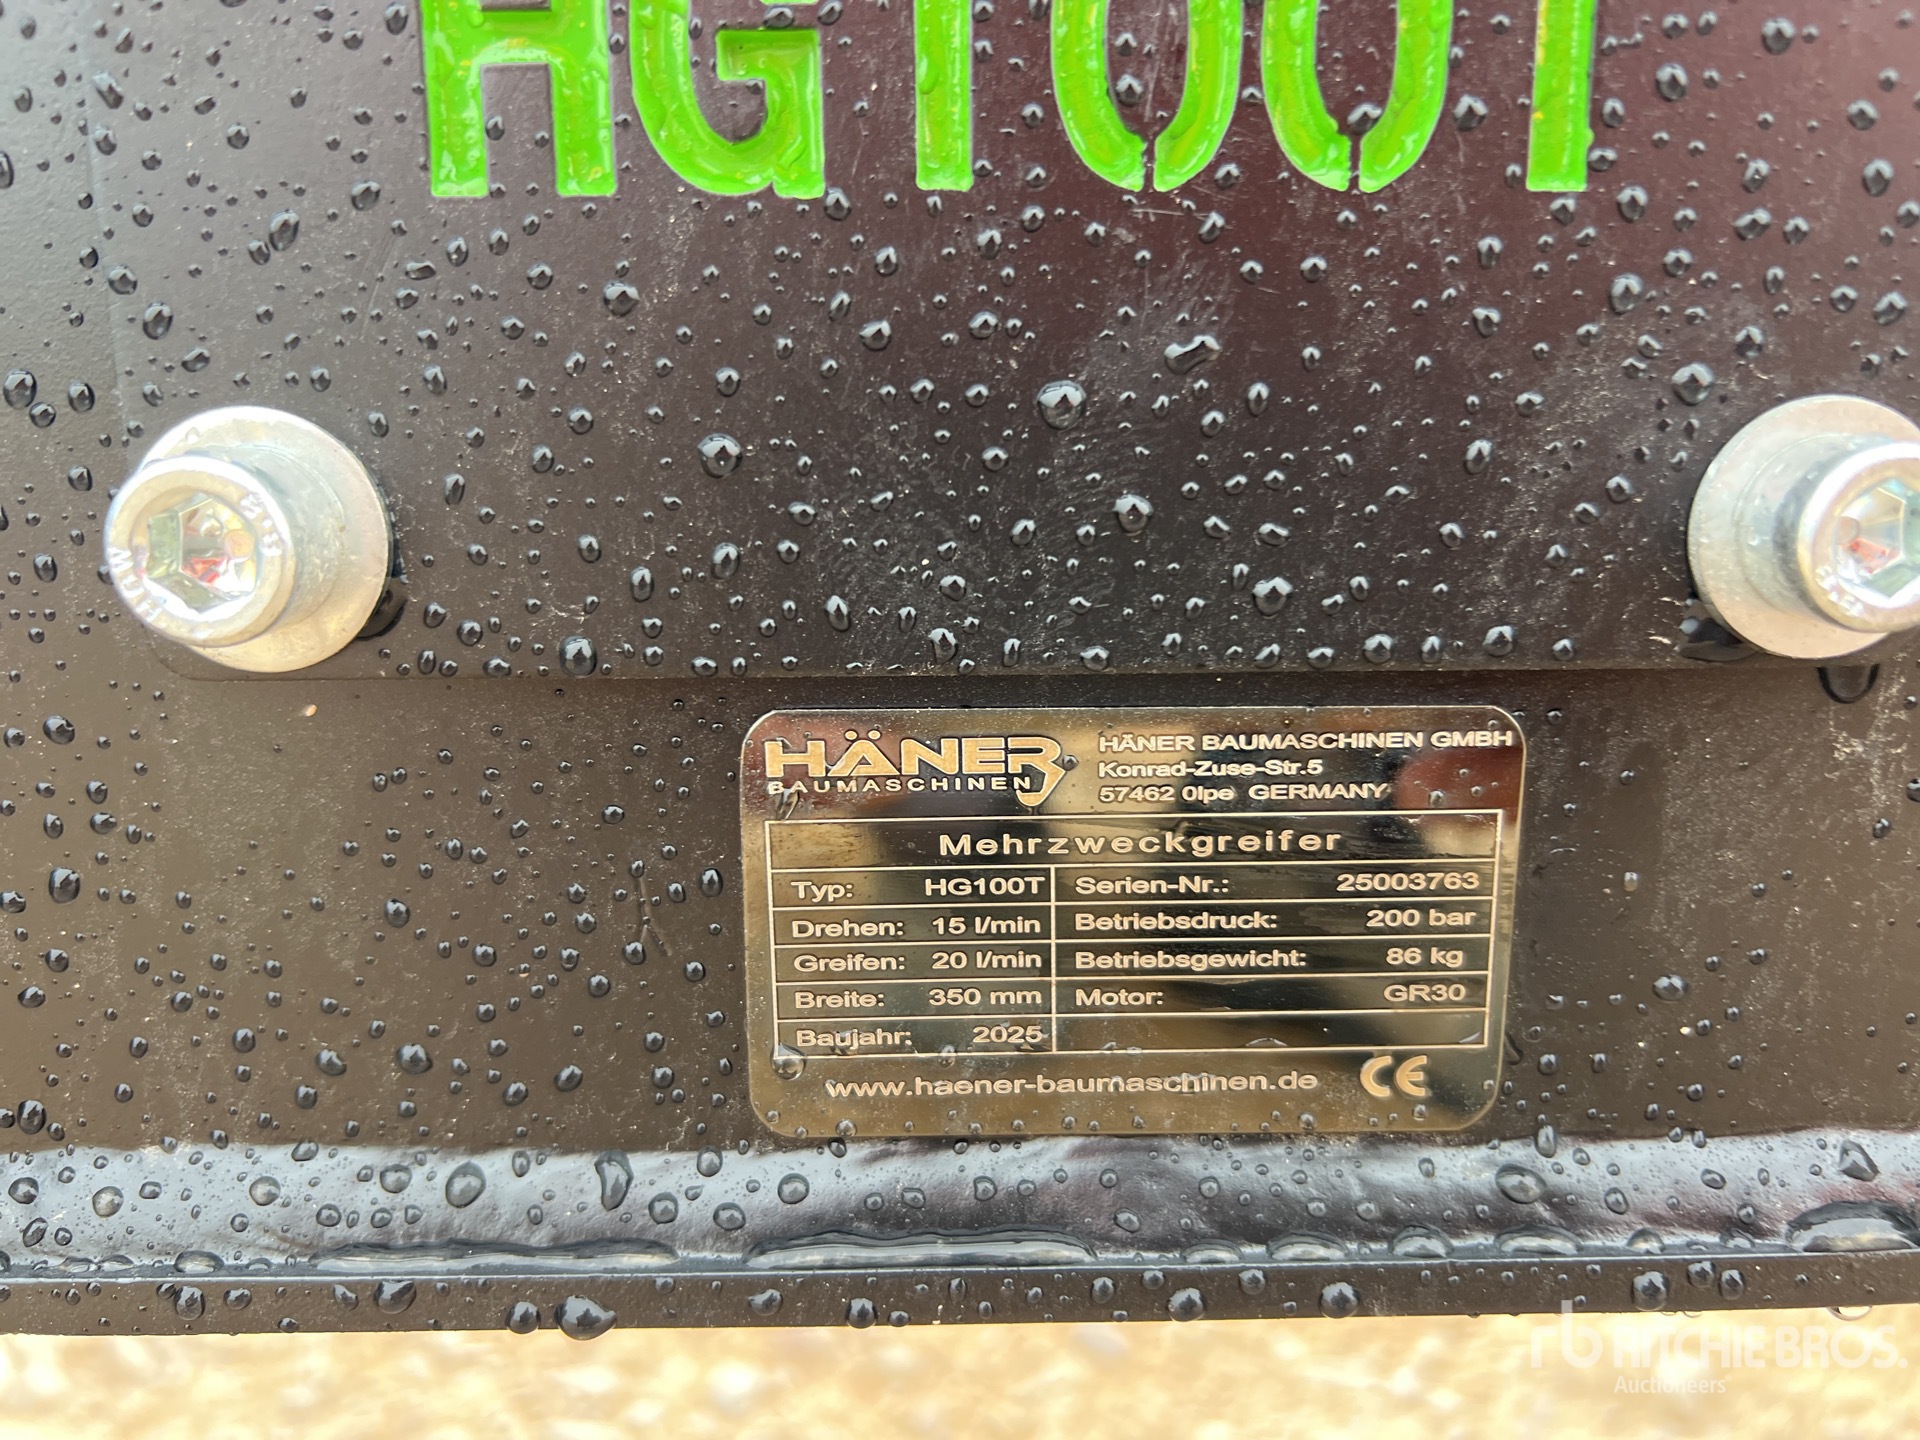 HG100T
HÄNER
BAUMASCHINEN
HÄNER BAUMASCHINEN GMBH
Konrad-Zuse-Str.5
57462 Olpe GERMANY
Mehrzweckgreifer
Typ: HG100T Serien-Nr.: 25003763
Drehen: 15 l/min Betriebsdruck: 200 bar
Greifen: 20 l/min Betriebsgewicht: 86 kg
Breite: 350 mm Motor: GR30
Baujahr: 2025
www.haener-baumaschinen.de CE
rb RITCHIE BROS.
Auctioneers